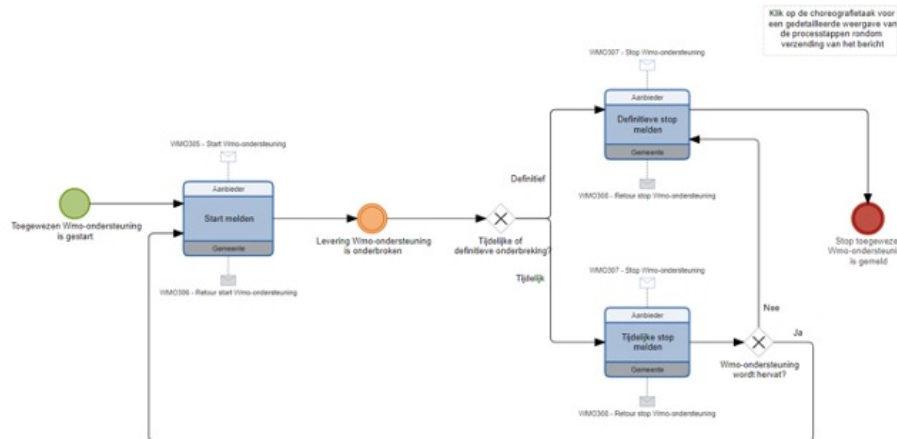 Klik op de choreografietaak voor
een gedetailleerde weergave van
de processtappen rondom
verzending van het bericht
WMO307 - Stop Wmo-ondersteuning
Aanbieder
Definitieve stop
melden
Gemeente
WMO308 - Retour stop Wmo-ondersteuning
WMO305 - Start Wmo-ondersteuning
Aanbieder
Start melden
Gemeente
WMO306 - Retour start Wmo-ondersteuning
Toegewezen Wmo-ondersteuning
is gestart
Levering Wmo-ondersteuning
is onderbroken
Definitief
Tijdelijke of
definitieve onderbreking?
Tijdelijk
Stop toegeweze
Wmo-ondersteuni
is gemeld
WMO307 - Stop Wmo-ondersteuning
Aanbieder
Tijdelijke stop
melden
Gemeente
WMO308 - Retour stop Wmo-ondersteuning
Nee
Ja
Wmo-ondersteuning
wordt hervat?